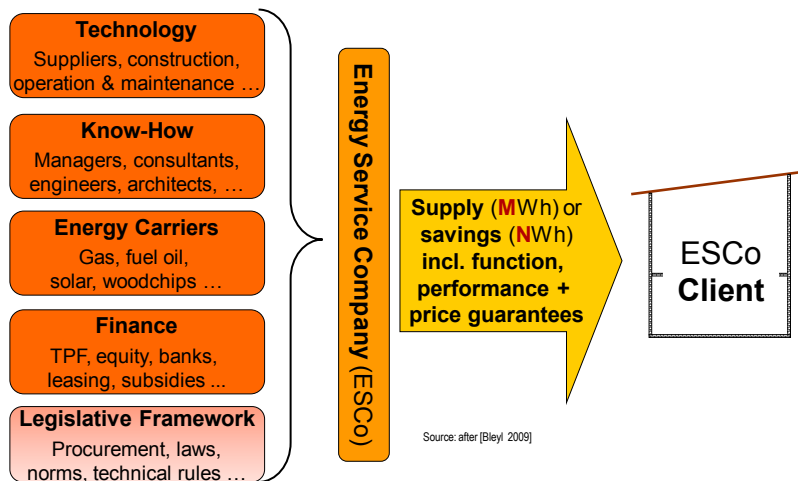 Technology
Suppliers, construction,
operation & maintenance …
Know-How
Managers, consultants,
engineers, architects, …
Energy Carriers
Gas, fuel oil,
solar, woodchips …
Finance
TPF, equity, banks,
leasing, subsidies ...
Legislative Framework
Procurement, laws,
norms, technical rules …
Energy Service Company (ESCo)
Supply (MWh) or
savings (NWh)
incl. function,
performance +
price guarantees
ESCo
Client
Source: after [Bleyl 2009]